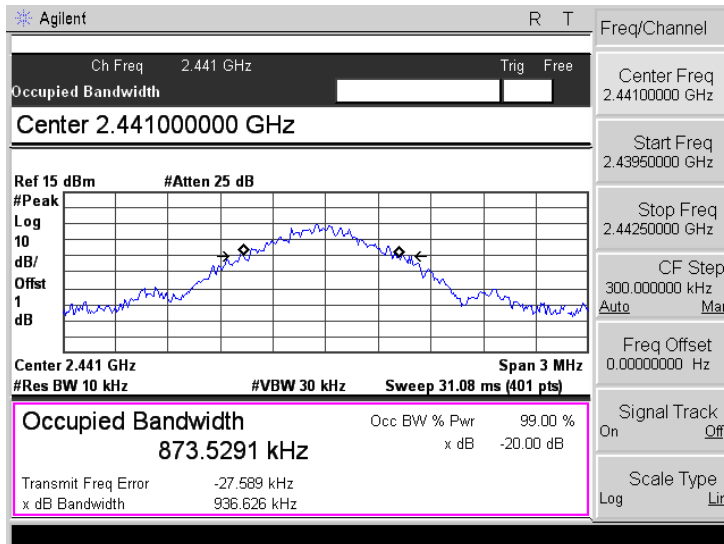 Agilent R T
Ch Freq 2.441 GHz Trig Free
Occupied Bandwidth
Center 2.441000000 GHz
Ref 15 dBm #Atten 25 dB
#Peak
Log
10
dB/
Offst
1
dB
Center 2.441 GHz Span 3 MHz
#Res BW 10 kHz #VBW 30 kHz Sweep 31.08 ms (401 pts)
Occupied Bandwidth Occ BW % Pwr 99.00 %
873.5291 kHz x dB -20.00 dB
Transmit Freq Error -27.589 kHz
x dB Bandwidth 936.626 kHz
Freq/Channel
Center Freq
2.44100000 GHz
Start Freq
2.43950000 GHz
Stop Freq
2.44250000 GHz
CF Step
300.000000 kHz
Auto Mar
Freq Offset
0.00000000 Hz
Signal Track
On Off
Scale Type
Log Lin